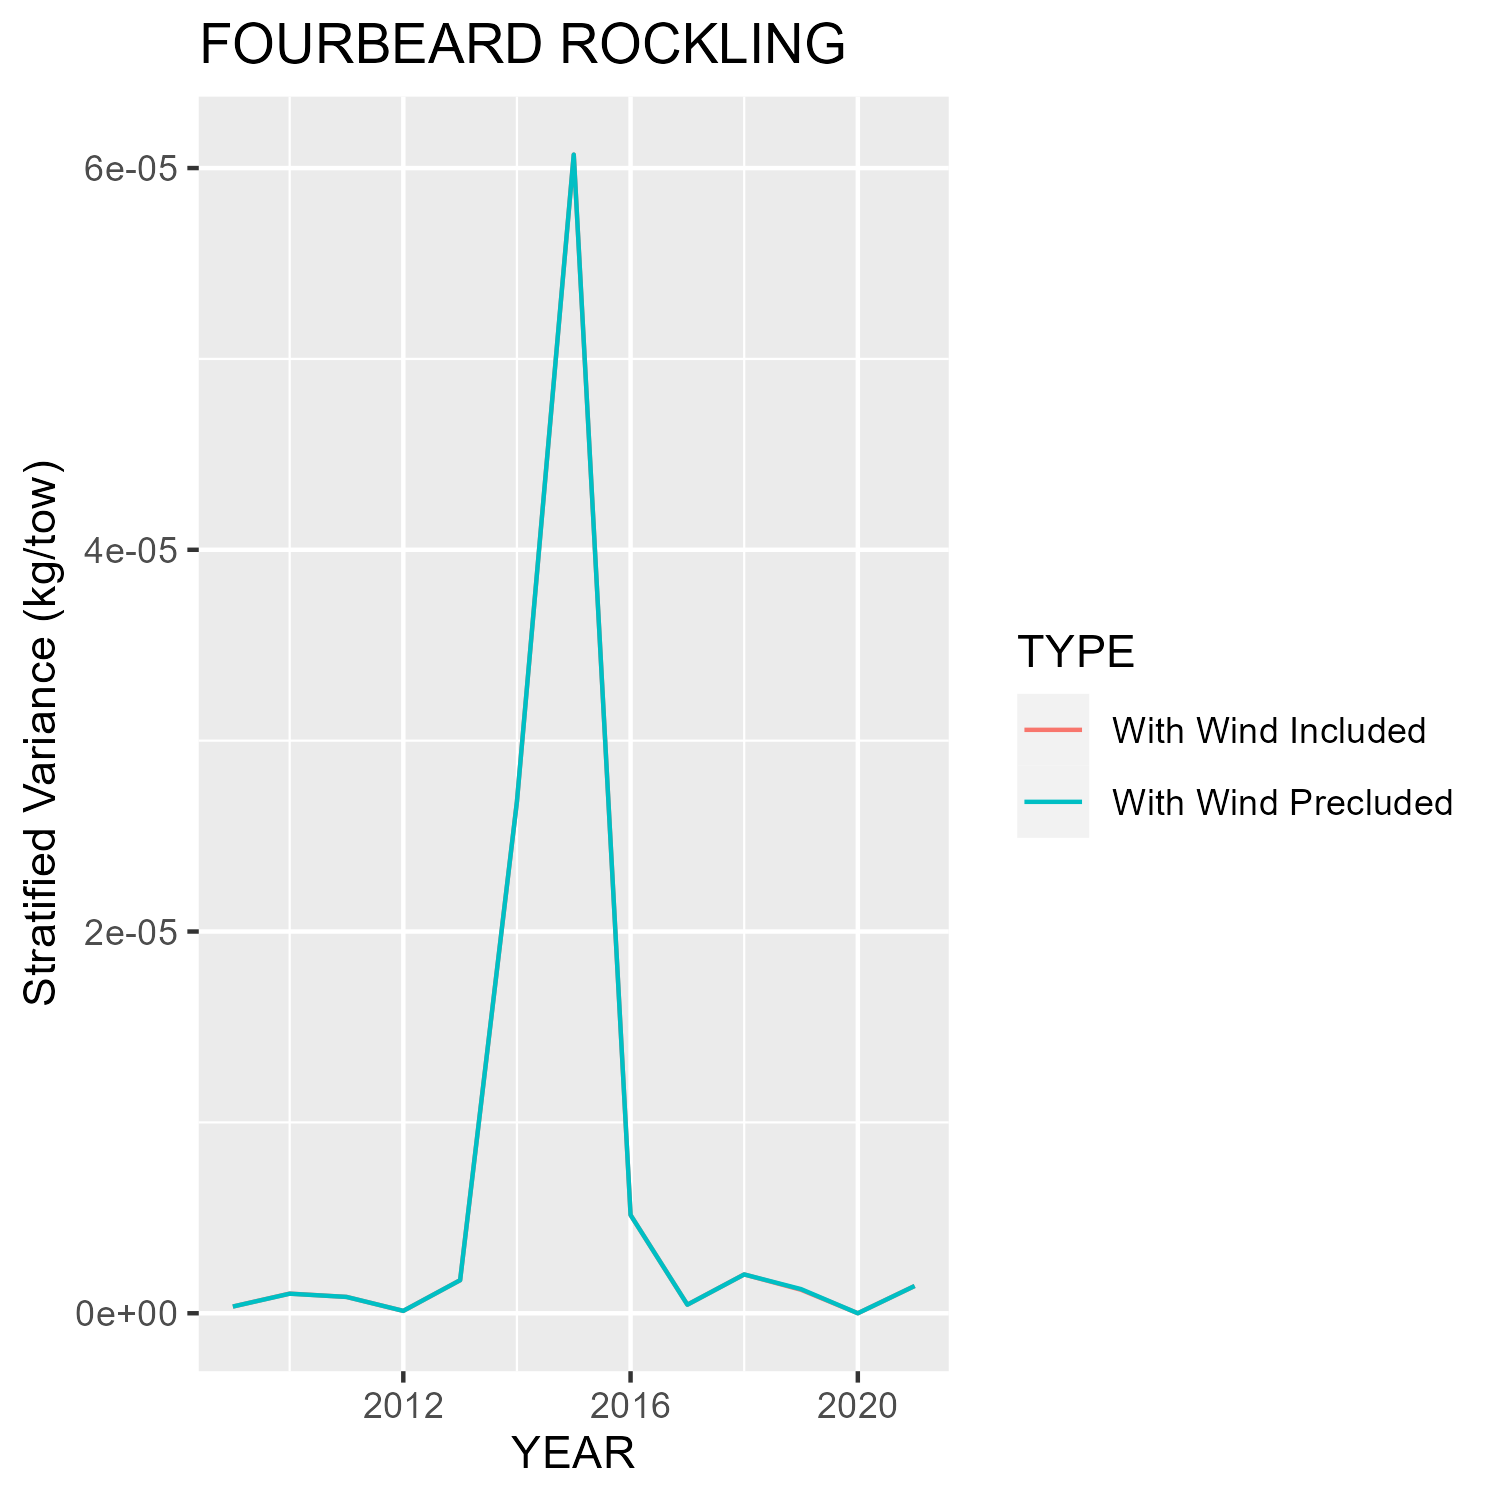 FOURBEARD ROCKLING
Stratified Variance (kg/tow)
6e-05
4e-05
2e-05
0e+00
2012
2016
2020
YEAR
TYPE
With Wind Included
With Wind Precluded